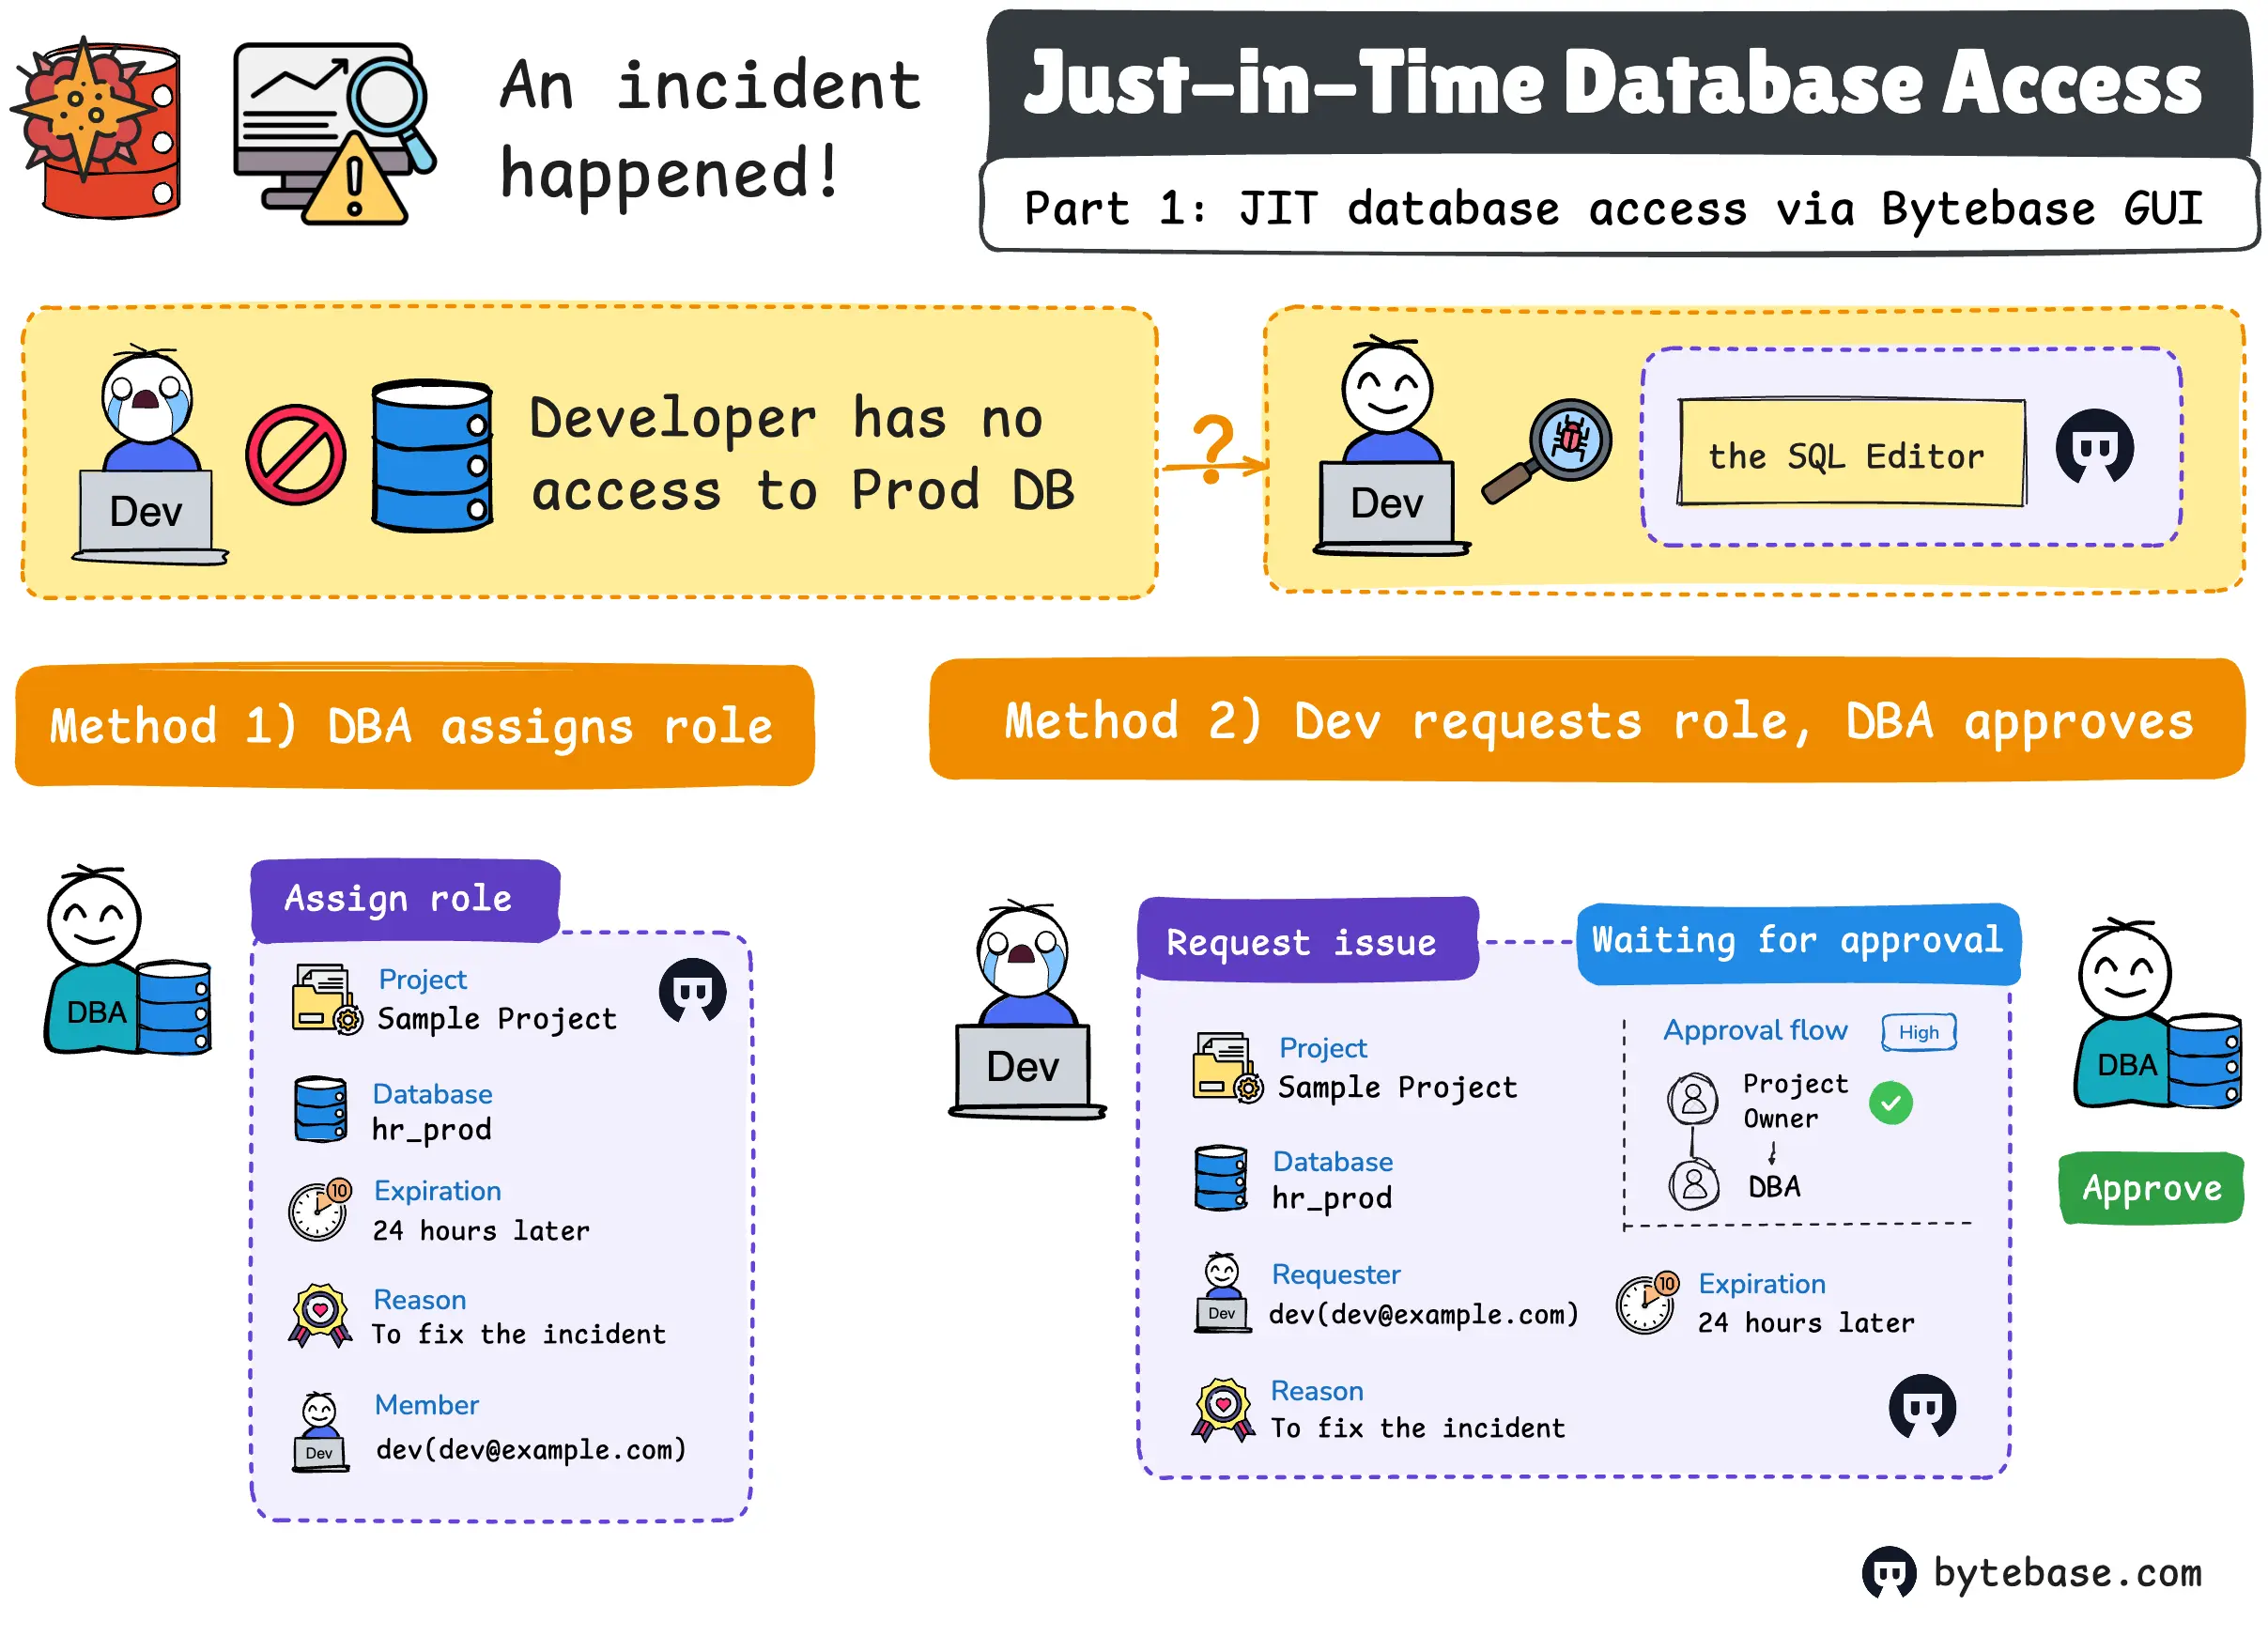 An incident
happened!
Just-in-Time Database Access
Part 1: JIT database access via Bytebase GUI
Dev
Developer has no
access to Prod DB
?
Dev
the SQL Editor
Method 1) DBA assigns role
Method 2) Dev requests role, DBA approves
DBA
Assign role
Project
Sample Project
Database
hr_prod
10
Expiration
24 hours later
Reason
To fix the incident
Member
Dev
dev(dev@example.com)
Dev
Request issue
Waiting for approval
Project
Sample Project
Database
hr_prod
Requester
Dev
dev(dev@example.com)
Reason
To fix the incident
Approval flow
High
Project
Owner
DBA
10
Expiration
24 hours later
DBA
Approve
bytebase.com